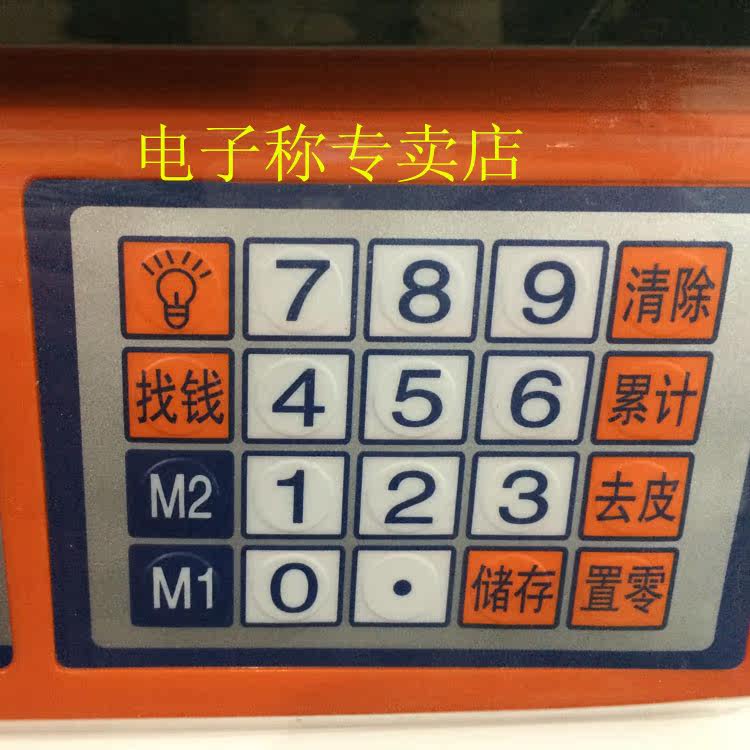 电子称专卖店
7 8 9 清除
找钱 4 5 6 累计
M2 1 2 3 去皮
M1 0 • 储存 置零